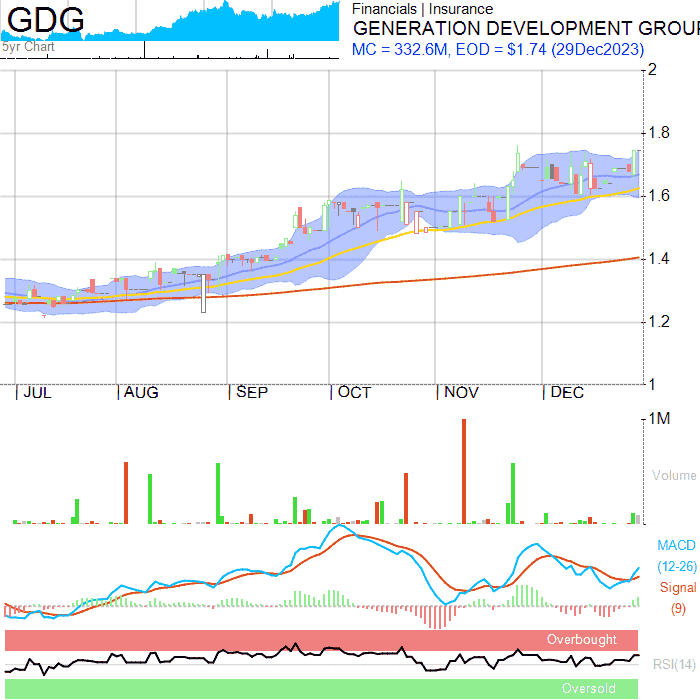 GDG
5yr Chart
Financials | Insurance
GENERATION DEVELOPMENT GROU
MC = 332.6M, EOD = $1.74 (29Dec2023)
2
1.8
1.6
1.4
1.2
1
JUL AUG SEP OCT NOV DEC
1M
Volume
MACD
(12-26)
Signal
(9)
Overbought
RSI(14)
Oversold